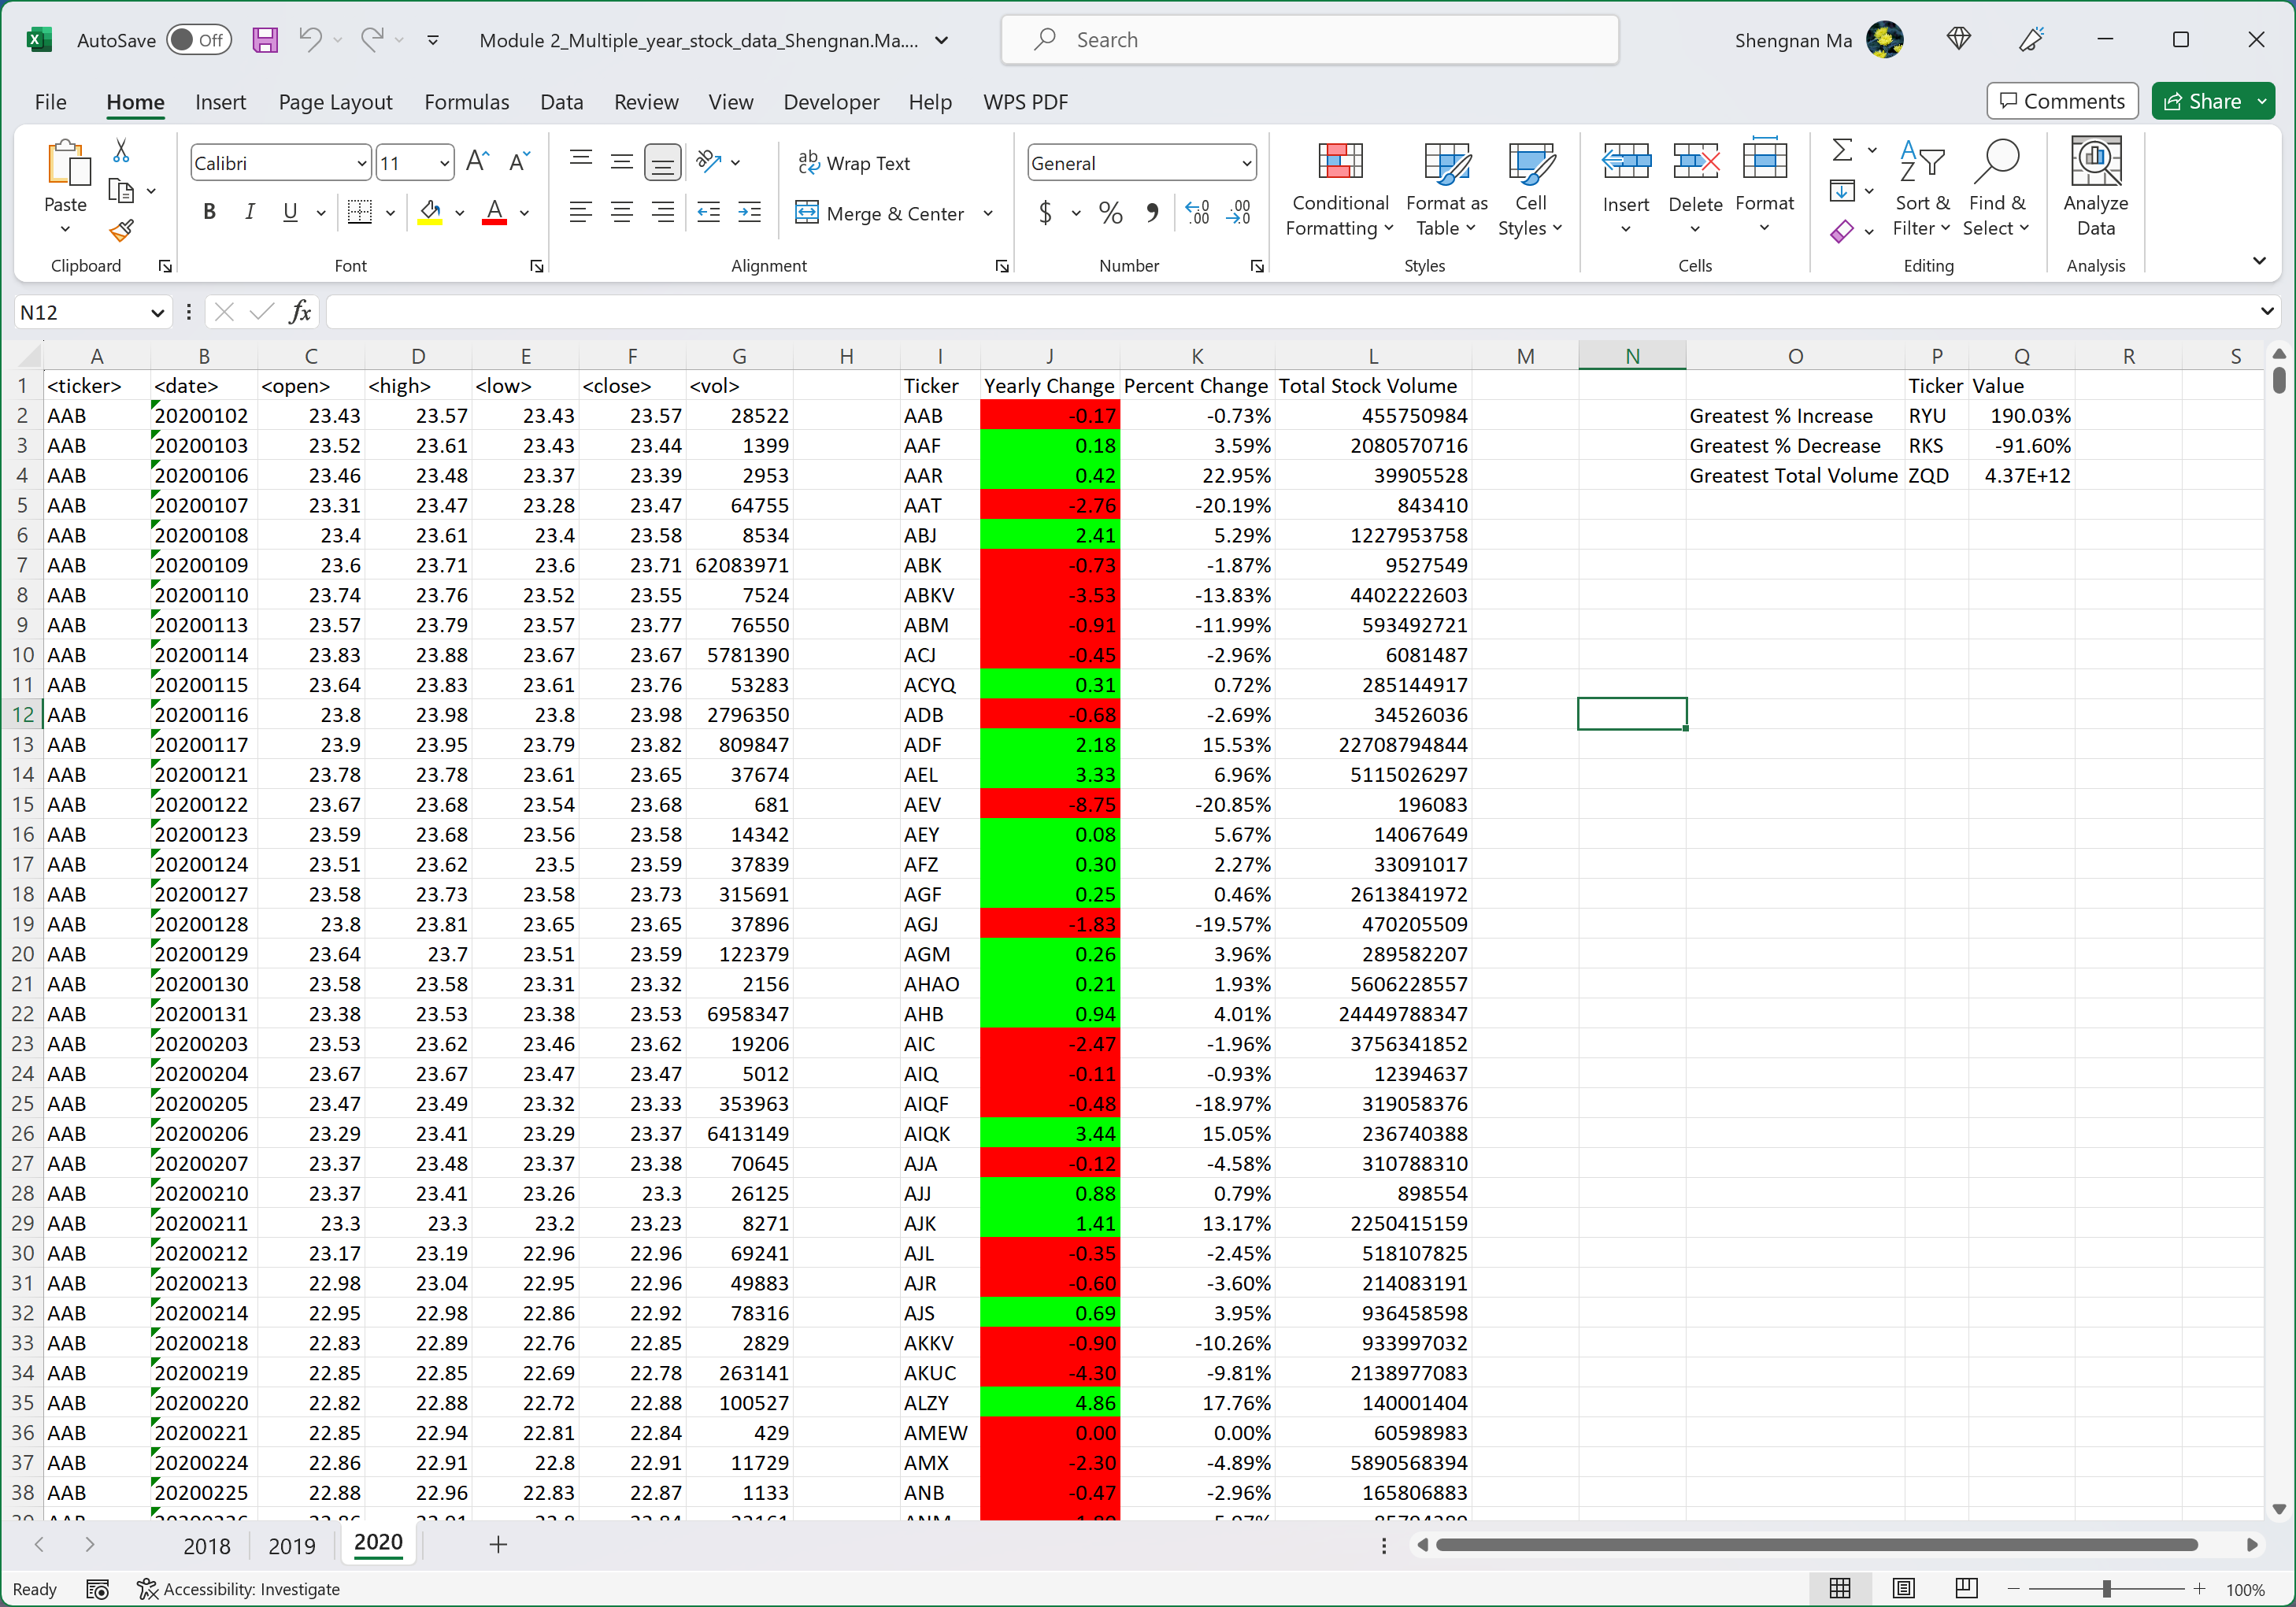 AutoSave Off Module 2_Multiple_year_stock_data_Shengnan.Ma.... Search Shengnan Ma
File Home Insert Page Layout Formulas Data Review View Developer Help WPS PDF Comments Share
Paste Calibri 11 Wrap Text General Conditional Formatting Format as Table Cell Styles Insert Delete Format Sort & Filter Find & Select Analyze Data
B I U Merge & Center $ % 9
Clipboard Font Alignment Number Styles Cells Editing Analysis
N12 fx
A B C D E F G H I J K L M N O P Q R S
1 <ticker> <date> <open> <high> <low> <close> <vol> Ticker Yearly Change Percent Change Total Stock Volume Ticker Value
2 AAB 20200102 23.43 23.57 23.43 23.57 28522 AAB -0.17 -0.73% 455750984 Greatest % Increase RYU 190.03%
3 AAB 20200103 23.52 23.61 23.43 23.44 1399 AAF 0.18 3.59% 2080570716 Greatest % Decrease RKS -91.60%
4 AAB 20200106 23.46 23.48 23.37 23.39 2953 AAR 0.42 22.95% 39905528 Greatest Total Volume ZQD 4.37E+12
5 AAB 20200107 23.31 23.47 23.28 23.47 64755 AAT -2.76 -20.19% 843410
6 AAB 20200108 23.4 23.61 23.4 23.58 8534 ABJ 2.41 5.29% 1227953758
7 AAB 20200109 23.6 23.71 23.6 23.71 62083971 ABK -0.73 -1.87% 9527549
8 AAB 20200110 23.74 23.76 23.52 23.55 7524 ABKV -3.53 -13.83% 4402222603
9 AAB 20200113 23.57 23.79 23.57 23.77 76550 ABM -0.91 -11.99% 593492721
10 AAB 20200114 23.83 23.88 23.67 23.67 5781390 ACJ -0.45 -2.96% 6081487
11 AAB 20200115 23.64 23.83 23.61 23.76 53283 ACYQ 0.31 0.72% 285144917
12 AAB 20200116 23.8 23.98 23.8 23.98 2796350 ADB -0.68 -2.69% 34526036
13 AAB 20200117 23.9 23.95 23.79 23.82 809847 ADF 2.18 15.53% 22708794844
14 AAB 20200121 23.78 23.78 23.61 23.65 37674 AEL 3.33 6.96% 5115026297
15 AAB 20200122 23.67 23.68 23.54 23.68 681 AEV -8.75 -20.85% 196083
16 AAB 20200123 23.59 23.68 23.56 23.58 14342 AEY 0.08 5.67% 14067649
17 AAB 20200124 23.51 23.62 23.5 23.56 37839 AFZ 0.30 2.27% 33091017
18 AAB 20200127 23.58 23.73 23.58 23.73 315691 AGF 0.25 0.46% 2613841972
19 AAB 20200128 23.8 23.81 23.65 23.65 37896 AGJ -1.83 -19.57% 470205509
20 AAB 20200129 23.64 23.7 23.51 23.59 122379 AGM 0.26 3.96% 289582207
21 AAB 20200130 23.58 23.58 23.31 23.32 2156 AHAO 0.21 1.93% 5606228557
22 AAB 20200131 23.38 23.53 23.38 23.53 6958347 AHB 0.94 4.01% 24449788347
23 AAB 20200203 23.53 23.62 23.46 23.62 19206 AIC -2.47 -1.96% 3756341852
24 AAB 20200204 23.67 23.67 23.47 23.47 5012 AIQ -0.11 -0.93% 12394637
25 AAB 20200205 23.47 23.49 23.32 23.33 353963 AIQF -0.48 -18.97% 319058376
26 AAB 20200206 23.29 23.41 23.29 23.37 6413149 AIQK 3.44 15.05% 236740388
27 AAB 20200207 23.37 23.48 23.37 23.38 70645 AJA -0.12 -4.58% 310788310
28 AAB 20200210 23.37 23.41 23.26 23.3 26125 AJJ 0.88 0.79% 898554
29 AAB 20200211 23.3 23.3 23.2 23.23 8271 AJK 1.41 13.17% 2250415159
30 AAB 20200212 23.17 23.19 22.96 22.96 69241 AJL -0.35 -2.45% 518107825
31 AAB 20200213 22.98 23.04 22.95 22.96 49883 AJR -0.60 -3.60% 214083191
32 AAB 20200214 22.95 22.98 22.86 22.92 78316 AJS 0.69 3.95% 936458598
33 AAB 20200218 22.83 22.89 22.76 22.85 2829 AKKV -0.90 -10.26% 933997032
34 AAB 20200219 22.85 22.85 22.69 22.78 263141 AKUC -4.30 -9.81% 2138977083
35 AAB 20200220 22.82 22.88 22.72 22.88 100527 ALZY 4.86 17.76% 140001404
36 AAB 20200221 22.85 22.94 22.81 22.84 429 AMEW 0.00 0.00% 60598983
37 AAB 20200224 22.86 22.91 22.8 22.91 11729 AMX -2.30 -4.89% 5890568394
38 AAB 20200225 22.88 22.96 22.83 22.87 1133 ANB -0.47 -2.96% 165806883
2018 2019 2020
Ready Accessibility: Investigate 100%